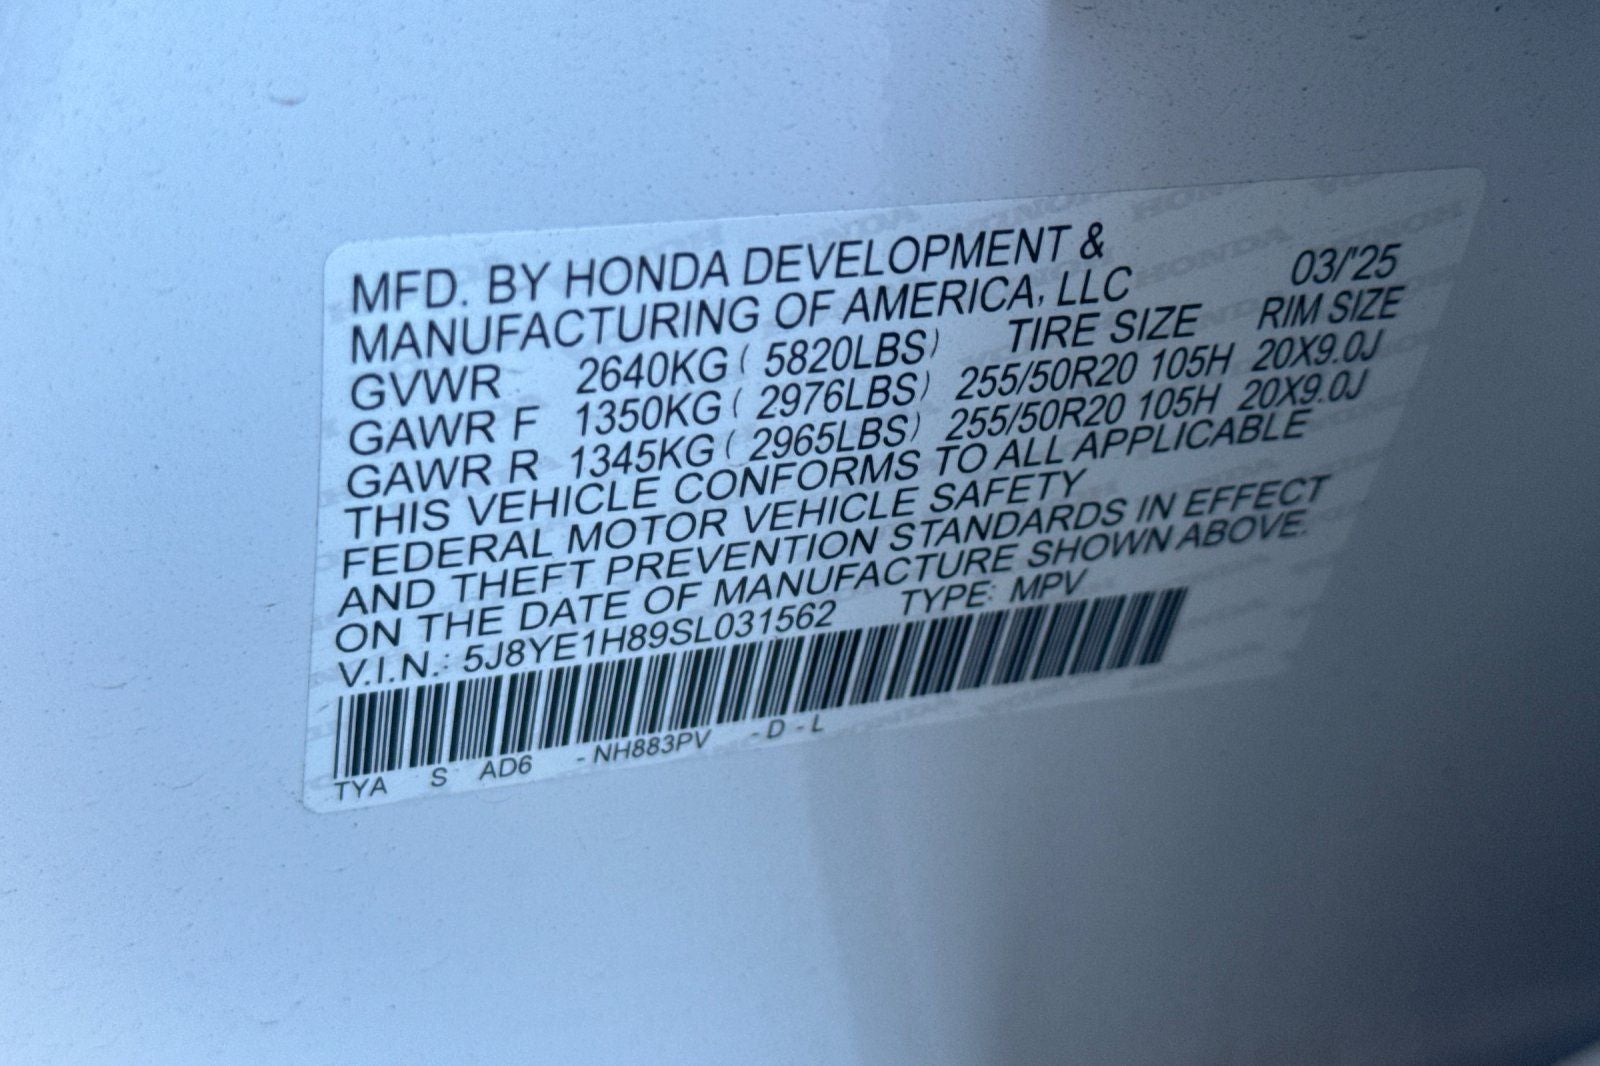 MFD. BY HONDA DEVELOPMENT &
MANUFACTURING OF AMERICA, LLC 03/'25
GVWR 2640KG ( 5820LBS) TIRE SIZE RIM SIZE
GAWR F 1350KG ( 2976LBS) 255/50R20 105H 20X9.0J
GAWR R 1345KG ( 2965LBS) 255/50R20 105H 20X9.0J
THIS VEHICLE CONFORMS TO ALL APPLICABLE
FEDERAL MOTOR VEHICLE SAFETY
AND THEFT PREVENTION STANDARDS IN EFFECT
ON THE DATE OF MANUFACTURE SHOWN ABOVE.
V.I.N.: 5J8YE1H89SL031562 TYPE: MPV
TYA S AD6 -NH883PV -D-L